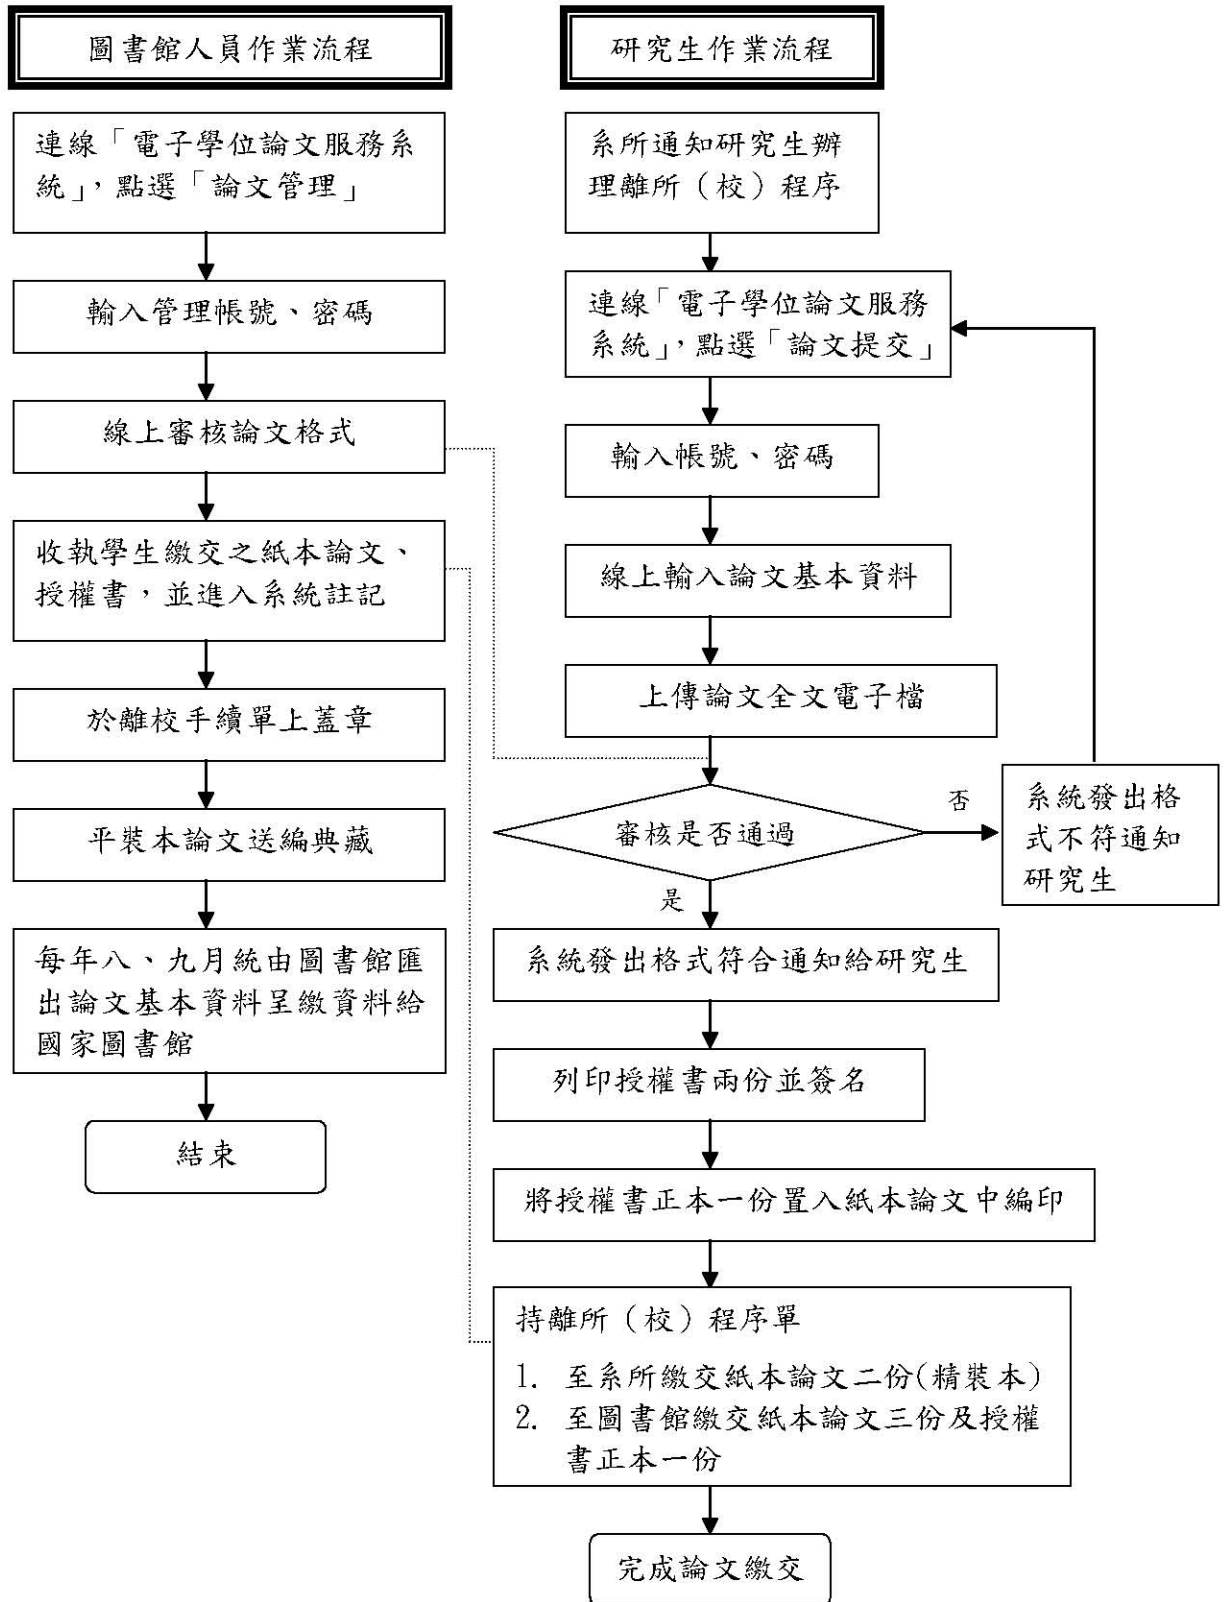 圖書館人員作業流程
連線「電子學位論文服務系
統」，點選「論文管理」
輸入管理帳號、密碼
線上審核論文格式
收執學生繳交之紙本論文、
授權書，並進入系統註記
於離校手續單上蓋章
平裝本論文送編典藏
每年八、九月統由圖書館匯
出論文基本資料呈繳資料給
國家圖書館
結束
研究生作業流程
系所通知研究生辦
理離所（校）程序
連線「電子學位論文服務
系統」，點選「論文提交」
輸入帳號、密碼
線上輸入論文基本資料
上傳論文全文電子檔
審核是否通過
否
系統發出格
式不符通知
研究生
是
系統發出格式符合通知給研究生
列印授權書兩份並簽名
將授權書正本一份置入紙本論文中編印
持離所（校）程序單
1. 至系所繳交紙本論文二份(精裝本)
2. 至圖書館繳交紙本論文三份及授權
書正本一份
完成論文繳交